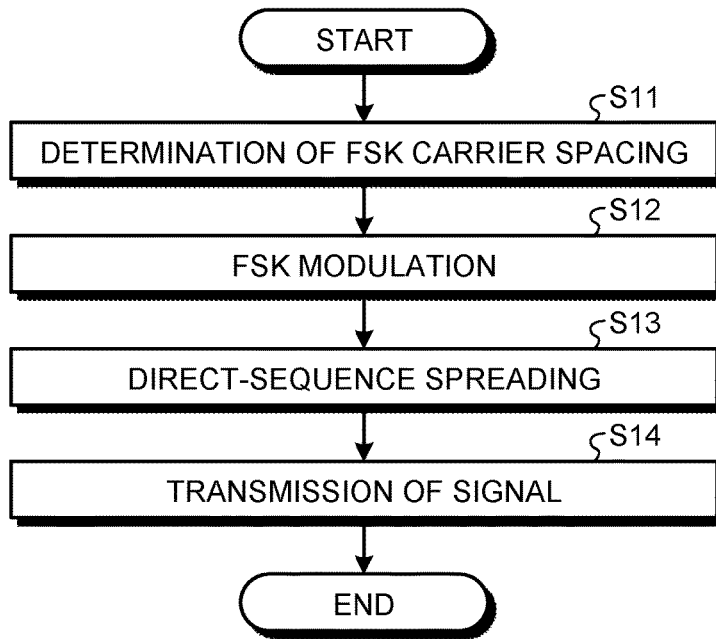 START
S11
DETERMINATION OF FSK CARRIER SPACING
S12
FSK MODULATION
S13
DIRECT-SEQUENCE SPREADING
S14
TRANSMISSION OF SIGNAL
END